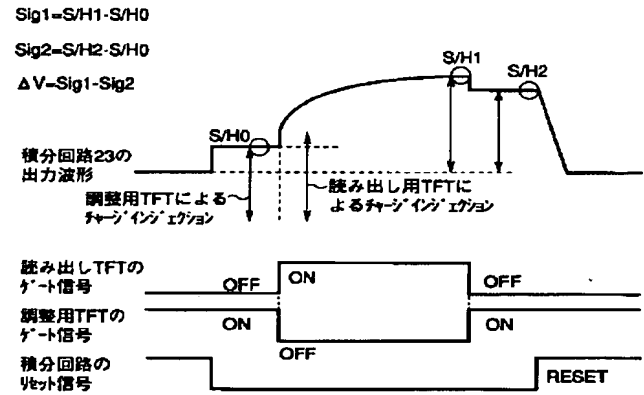 Sig1=S/H1-S/H0
Sig2=S/H2-S/H0
ΔV=Sig1-Sig2
S/H1
S/H2
S/H0
積分回路23の
出力波形
調整用TFTによる
ﾁｬｰｼﾞｲﾝｼﾞｪｸｼｮﾝ
読み出し用TFTに
よるﾁｬｰｼﾞｲﾝｼﾞｪｸｼｮﾝ
読み出しTFTの
ｹﾞｰﾄ信号
OFF
ON
OFF
調整用TFTの
ｹﾞｰﾄ信号
ON
OFF
ON
積分回路の
ﾘｾｯﾄ信号
RESET